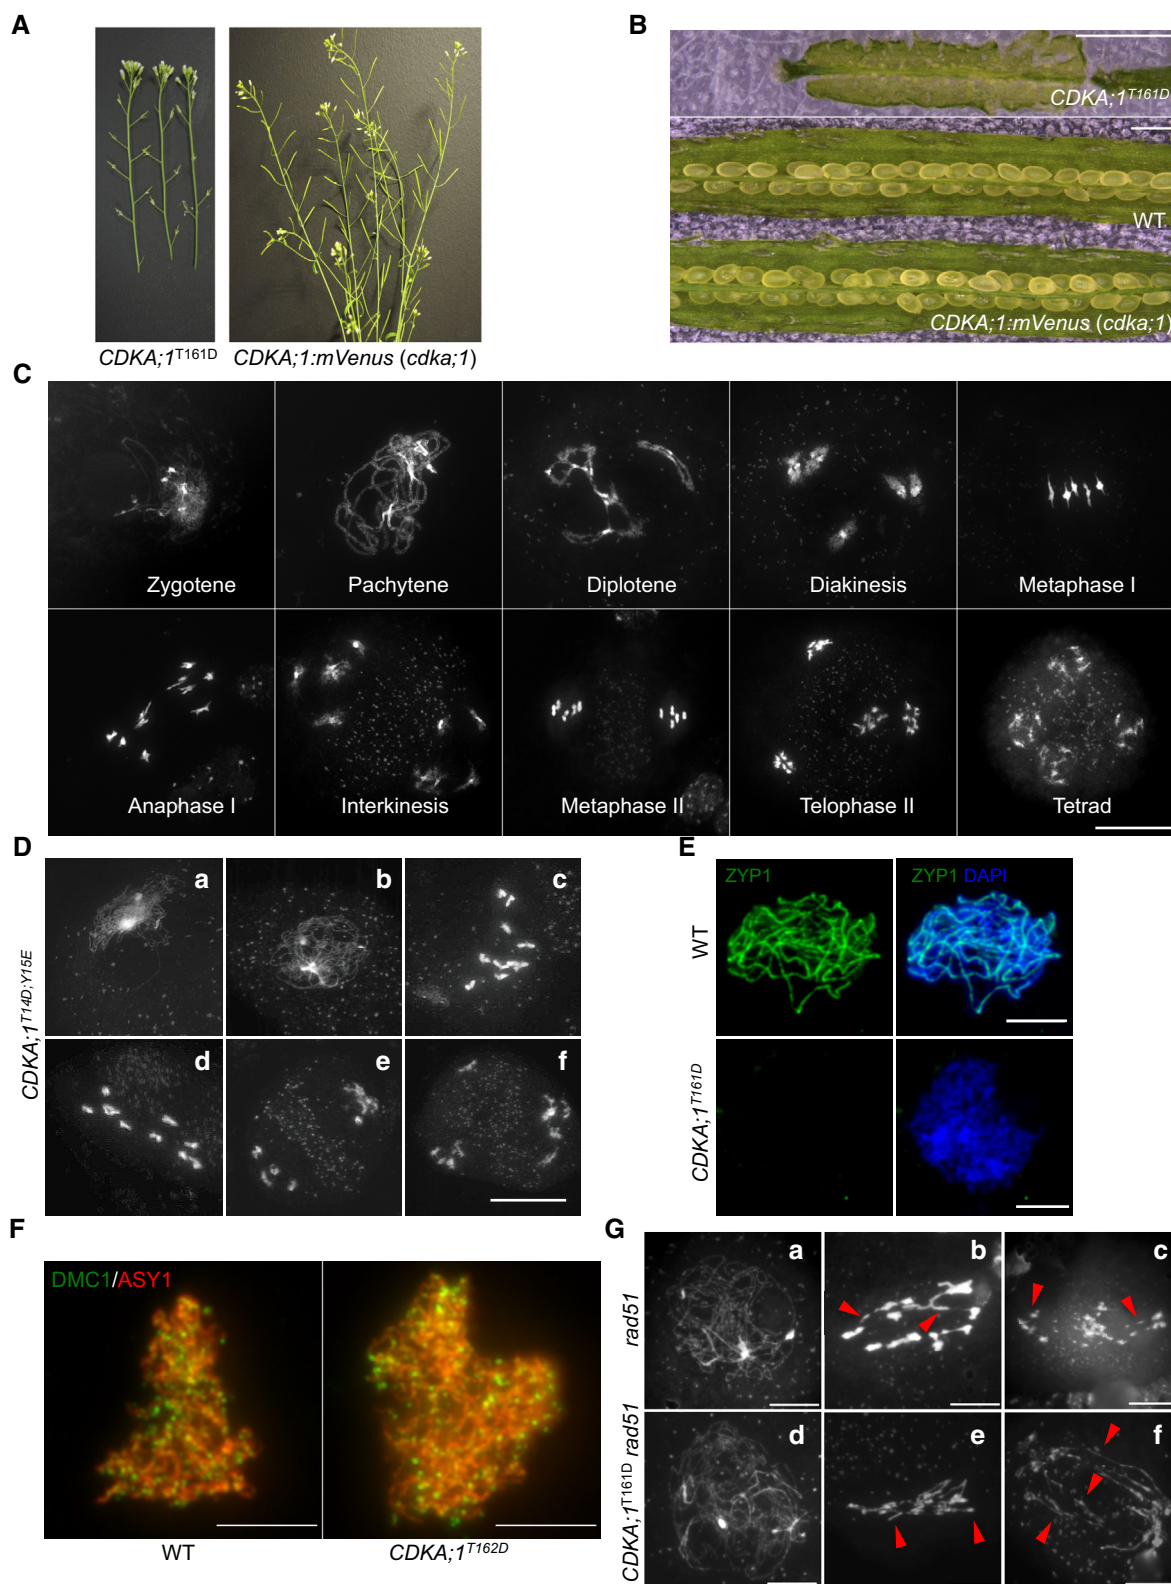 A
CDKA;1T161D
CDKA;1:mVenus (cdka;1)
B
CDKA;1T161D
WT
CDKA;1:mVenus (cdka;1)
C
Zygotene
Pachytene
Diplotene
Diakinesis
Metaphase I
Anaphase I
Interkinesis
Metaphase II
Telophase II
Tetrad
D
CDKA;1T14D;Y15E
a
b
c
d
e
f
E
ZYP1
ZYP1 DAPI
WT
CDKA;1T161D
F
DMC1/ASY1
WT
CDKA;1T162D
G
rad51
a
b
c
CDKA;1T161D rad51
d
e
f